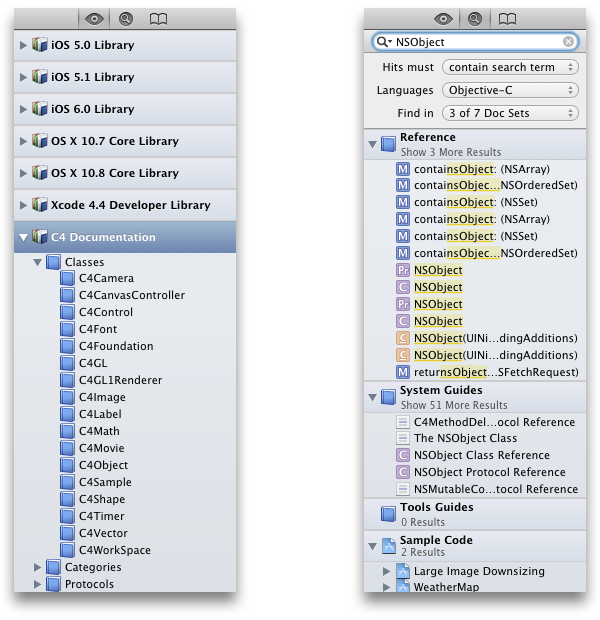 iOS 5.0 Library
iOS 5.1 Library
iOS 6.0 Library
OS X 10.7 Core Library
OS X 10.8 Core Library
Xcode 4.4 Developer Library
C4 Documentation
Classes
C4Camera
C4CanvasController
C4Control
C4Font
C4Foundation
C4GL
C4GL1Renderer
C4Image
C4Label
C4Math
C4Movie
C4Object
C4Sample
C4Shape
C4Timer
C4Vector
C4WorkSpace
Categories
Protocols
NSObject
Hits must contain search term
Languages Objective-C
Find in 3 of 7 Doc Sets
Reference
Show 3 More Results
M containsObject: (NSArray)
M containsObjec...NSOrderedSet)
M containsObject: (NSSet)
M containsObject: (NSArray)
M containsObject: (NSSet)
M containsObjec...NSOrderedSet)
Pr NSObject
C NSObject
Pr NSObject
C NSObject
C NSObject(UINi...dingAdditions)
C NSObject(UINi...dingAdditions)
M returnsObject...SFetchRequest)
System Guides
Show 51 More Results
C4MethodDel...ocol Reference
The NSObject Class
C NSObject Class Reference
C NSObject Protocol Reference
NSMutableCo...tocol Reference
Tools Guides
0 Results
Sample Code
2 Results
Large Image Downsizing
WeatherMap